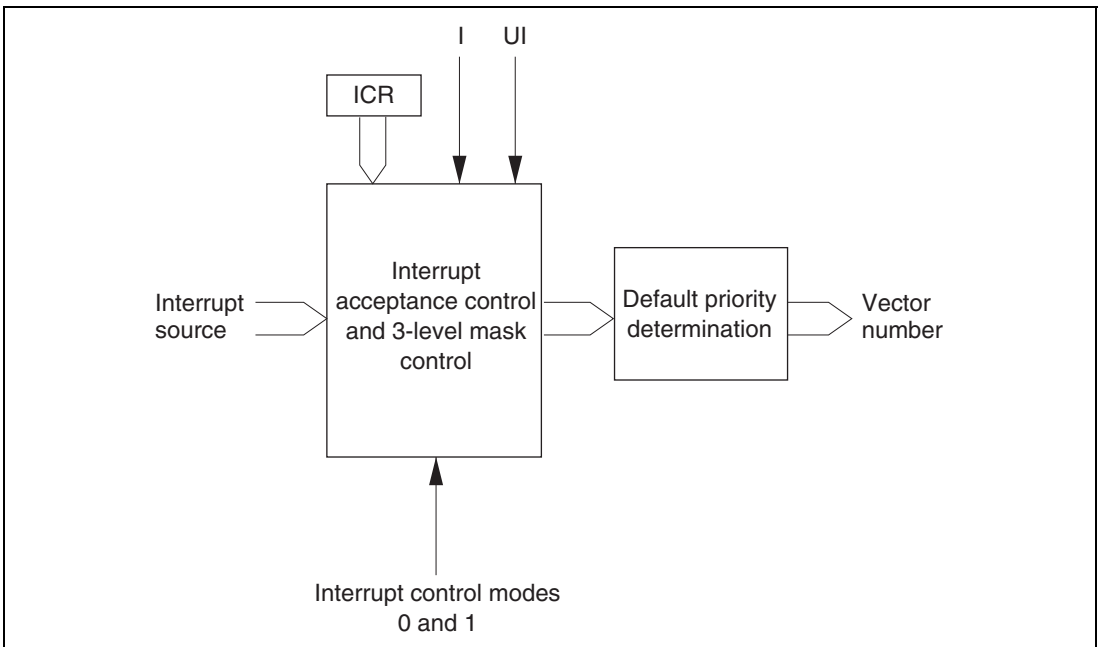 I UI
ICR
Interrupt
acceptance control
and 3-level mask
control
Interrupt
source
Default priority
determination
Vector
number
Interrupt control modes
0 and 1